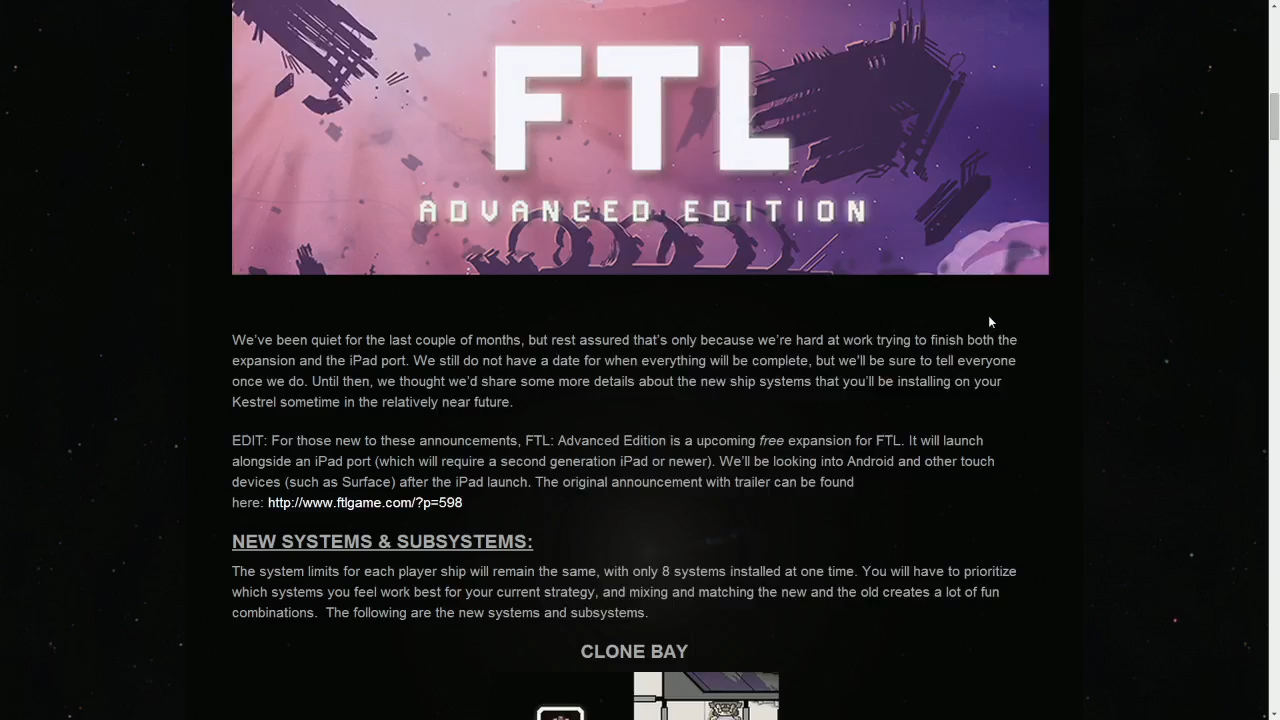 FTL
ADVANCED EDITION
We've been quiet for the last couple of months, but rest assured that's only because we're hard at work trying to finish both the
expansion and the iPad port. We still do not have a date for when everything will be complete, but we'll be sure to tell everyone
once we do. Until then, we thought we'd share some more details about the new ship systems that you'll be installing on your
Kestrel sometime in the relatively near future.
EDIT: For those new to these announcements, FTL: Advanced Edition is a upcoming free expansion for FTL. It will launch
alongside an iPad port (which will require a second generation iPad or newer). We'll be looking into Android and other touch
devices (such as Surface) after the iPad launch. The original announcement with trailer can be found
here: http://www.ftlgame.com/?p=598
NEW SYSTEMS & SUBSYSTEMS:
The system limits for each player ship will remain the same, with only 8 systems installed at one time. You will have to prioritize
which systems you feel work best for your current strategy, and mixing and matching the new and the old creates a lot of fun
combinations. The following are the new systems and subsystems.
CLONE BAY